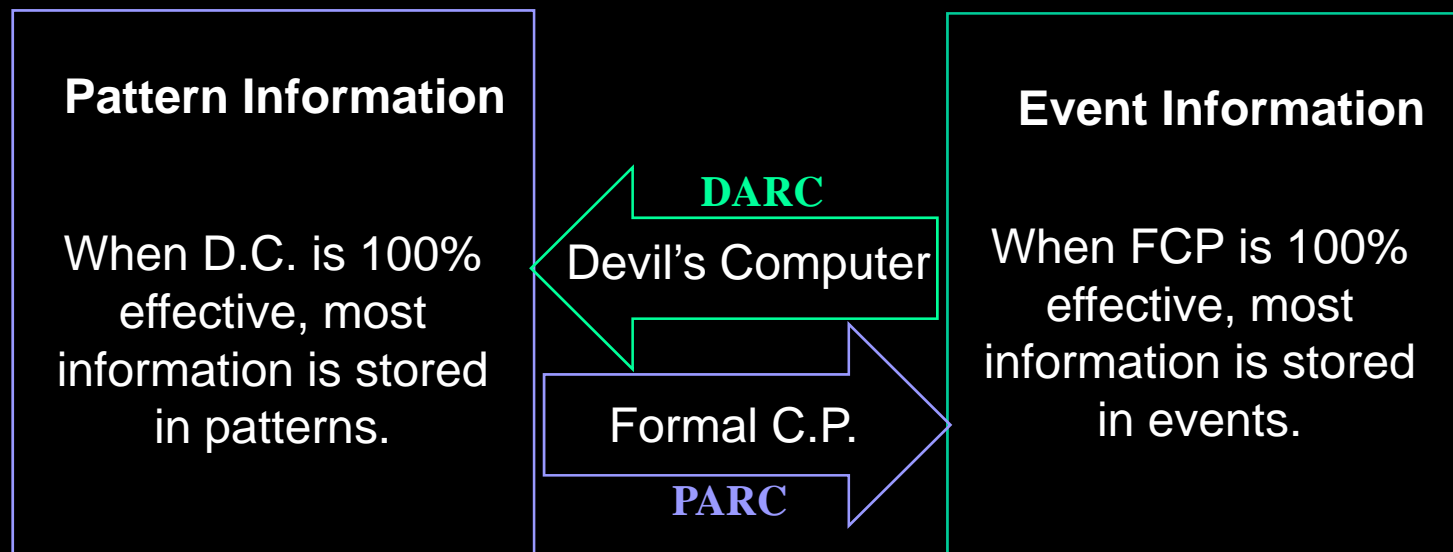 Pattern Information
When D.C. is 100%
effective, most
information is stored
in patterns.
DARC
Devil's Computer
Formal C.P.
PARC
Event Information
When FCP is 100%
effective, most
information is stored
in events.